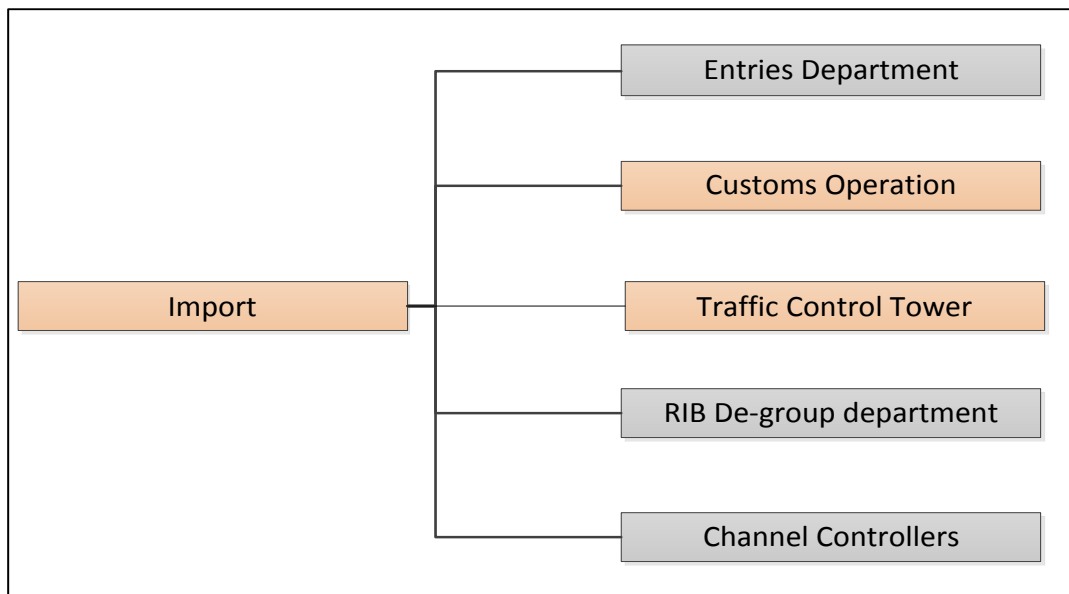 Entries Department
Customs Operation
Import
Traffic Control Tower
RIB De-group department
Channel Controllers